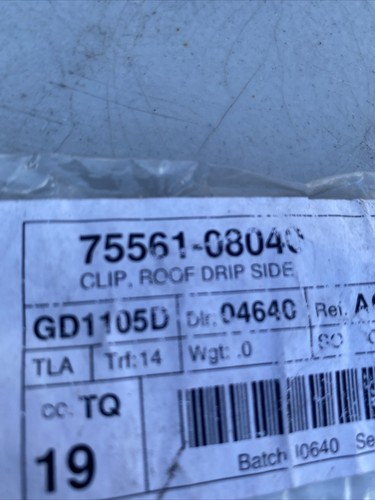 75561-08040
CLIP, ROOF DRIP SIDE
GD1105D Dlr: 04640 Ref.
TLA Trf: 14 Wgt: .0
CC: TQ
19 Batch I0640